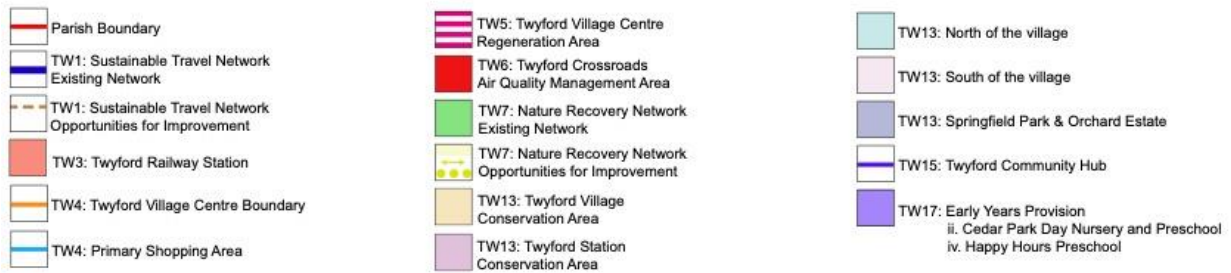 Parish Boundary
TW1: Sustainable Travel Network
Existing Network
TW1: Sustainable Travel Network
Opportunities for Improvement
TW3: Twyford Railway Station
TW4: Twyford Village Centre Boundary
TW4: Primary Shopping Area
TW5: Twyford Village Centre
Regeneration Area
TW6: Twyford Crossroads
Air Quality Management Area
TW7: Nature Recovery Network
Existing Network
TW7: Nature Recovery Network
Opportunities for Improvement
TW13: Twyford Village
Conservation Area
TW13: Twyford Station
Conservation Area
TW13: North of the village
TW13: South of the village
TW13: Springfield Park & Orchard Estate
TW15: Twyford Community Hub
TW17: Early Years Provision
ii. Cedar Park Day Nursery and Preschool
iv. Happy Hours Preschool